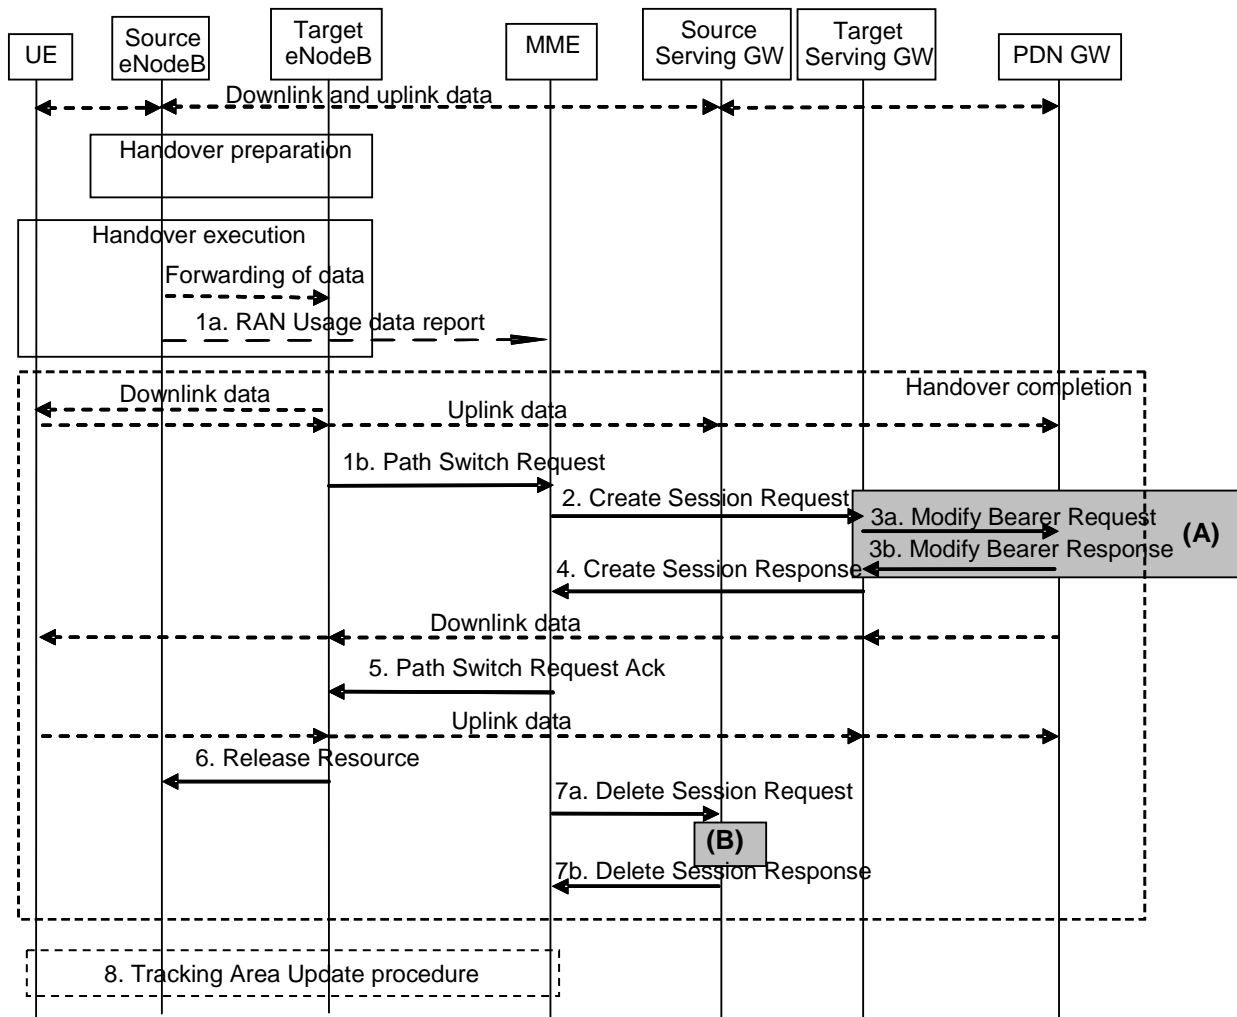 UE
Source
eNodeB
Target
eNodeB
MME
Source
Serving GW
Target
Serving GW
PDN GW
Downlink and uplink data
Handover preparation
Handover execution
Forwarding of data
1a. RAN Usage data report
Handover completion
Downlink data
Uplink data
1b. Path Switch Request
2. Create Session Request
3a. Modify Bearer Request
(A)
3b. Modify Bearer Response
4. Create Session Response
Downlink data
5. Path Switch Request Ack
Uplink data
6. Release Resource
7a. Delete Session Request
(B)
7b. Delete Session Response
8. Tracking Area Update procedure